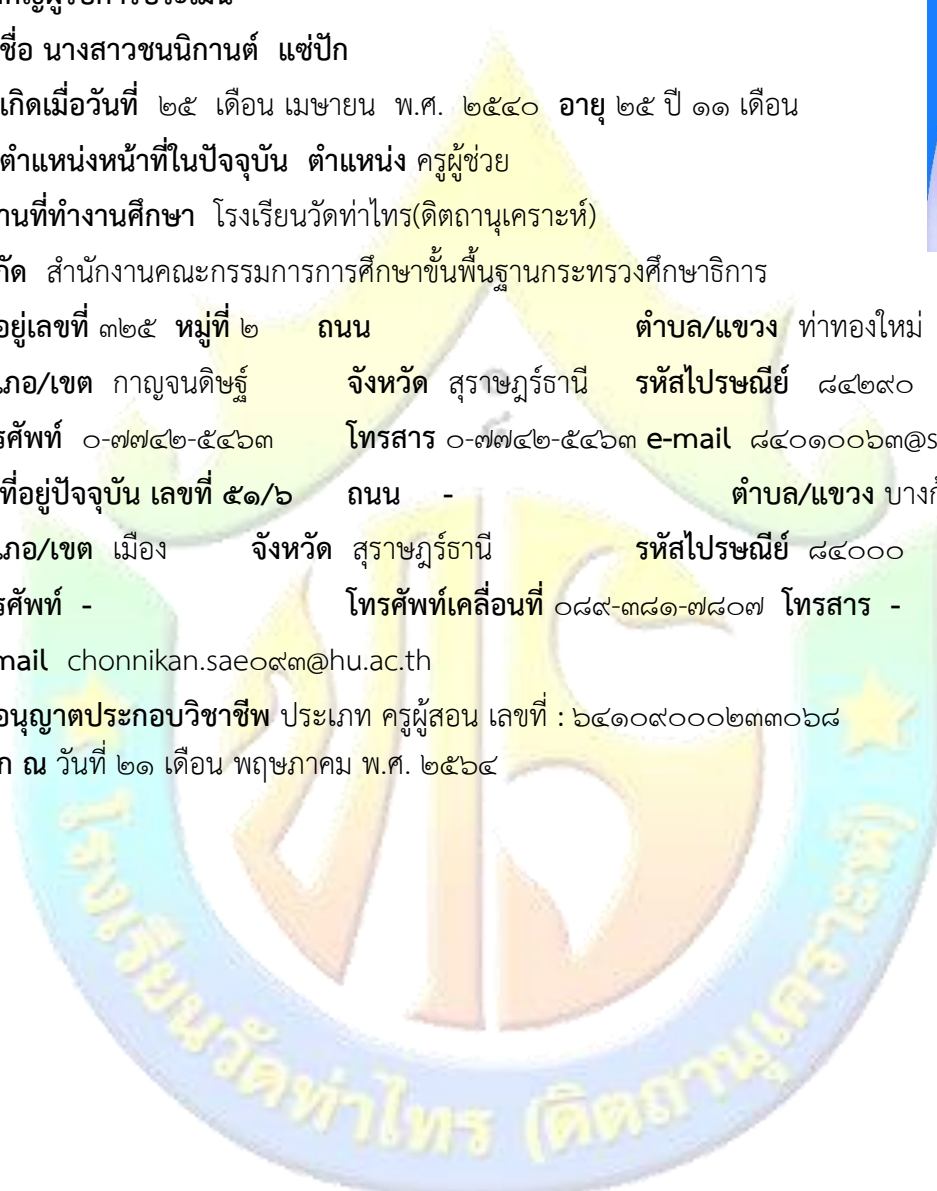 ชื่อ นางสาวชนนิกานต์ แซ่ปัก
เกิดเมื่อวันที่ ๒๕ เดือน เมษายน พ.ศ. ๒๕๔๐ อายุ ๒๕ ปี ๑๑ เดือน
ตำแหน่งหน้าที่ในปัจจุบัน ตำแหน่ง ครูผู้ช่วย
านที่ทำงานศึกษา โรงเรียนวัดท่าไทร(ดิตถานุเคราะห์)
กัด สำนักงานคณะกรรมการการศึกษาขั้นพื้นฐานกระทรวงศึกษาธิการ
อยู่เลขที่ ๓๒๕ หมู่ที่ ๒ ถนน ตำบล/แขวง ท่าทองใหม่
เภอ/เขต กาญจนดิษฐ์ จังหวัด สุราษฎร์ธานี รหัสไปรษณีย์ ๘๔๒๙๐
รศัพท์ ๐-๗๗๔๒-๕๔๖๓ โทรสาร ๐-๗๗๔๒-๕๔๖๓ e-mail ๘๔๐๑๐๐๖๓@s
ที่อยู่ปัจจุบัน เลขที่ ๕๑/๖ ถนน - ตำบล/แขวง บางกุ้
เภอ/เขต เมือง จังหวัด สุราษฎร์ธานี รหัสไปรษณีย์ ๘๔๐๐๐
รศัพท์ - โทรศัพท์เคลื่อนที่ ๐๘๙-๓๘๑-๗๘๐๗ โทรสาร -
mail chonnikan.sae๐๙๓@hu.ac.th
อนุญาตประกอบวิชาชีพ ประเภท ครูผู้สอน เลขที่ : ๖๔๑๐๙๐๐๐๒๓๓๐๖๘
ก ณ วันที่ ๒๑ เดือน พฤษภาคม พ.ศ. ๒๕๖๔
โรงเรียนวัดท่าไทร (ดิตถานุเคราะห์)